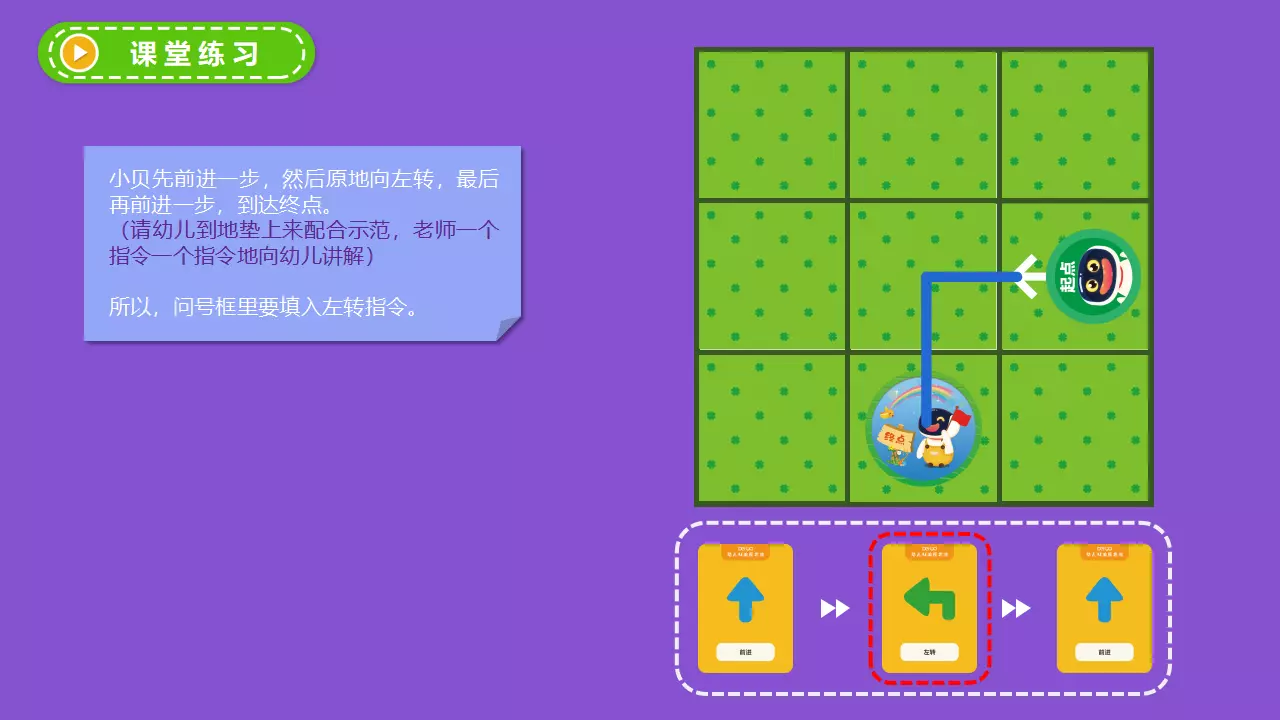 课堂练习
小贝先前进一步，然后原地向左转，最后
再前进一步，到达终点。
（请幼儿到地垫上来配合示范，老师一个
指令一个指令地向幼儿讲解）
所以，问号框里要填入左转指令。
起点
终点
前进
左转
前进